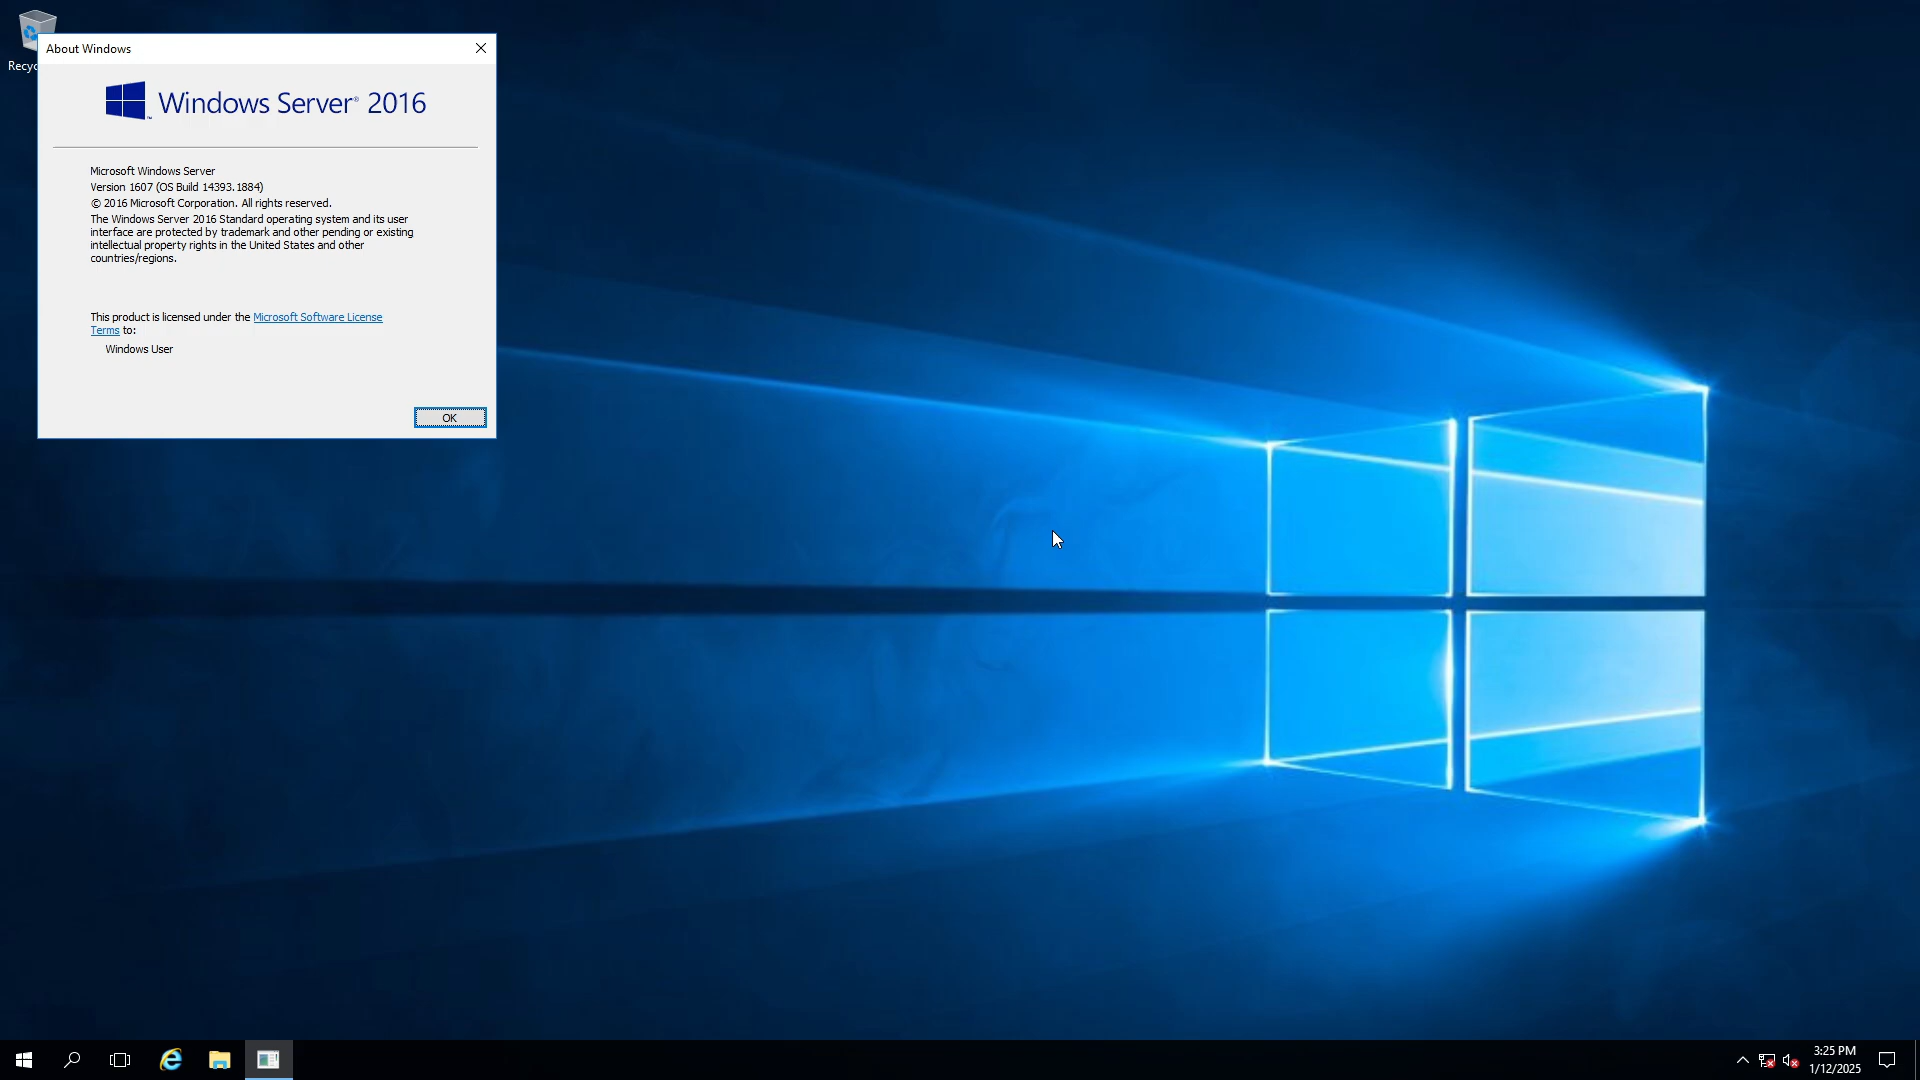 Recyc
About Windows
Windows Server® 2016
Microsoft Windows Server
Version 1607 (OS Build 14393.1884)
© 2016 Microsoft Corporation. All rights reserved.
The Windows Server 2016 Standard operating system and its user
interface are protected by trademark and other pending or existing
intellectual property rights in the United States and other
countries/regions.
This product is licensed under the Microsoft Software License
Terms to:
Windows User
OK
3:25 PM
1/12/2025